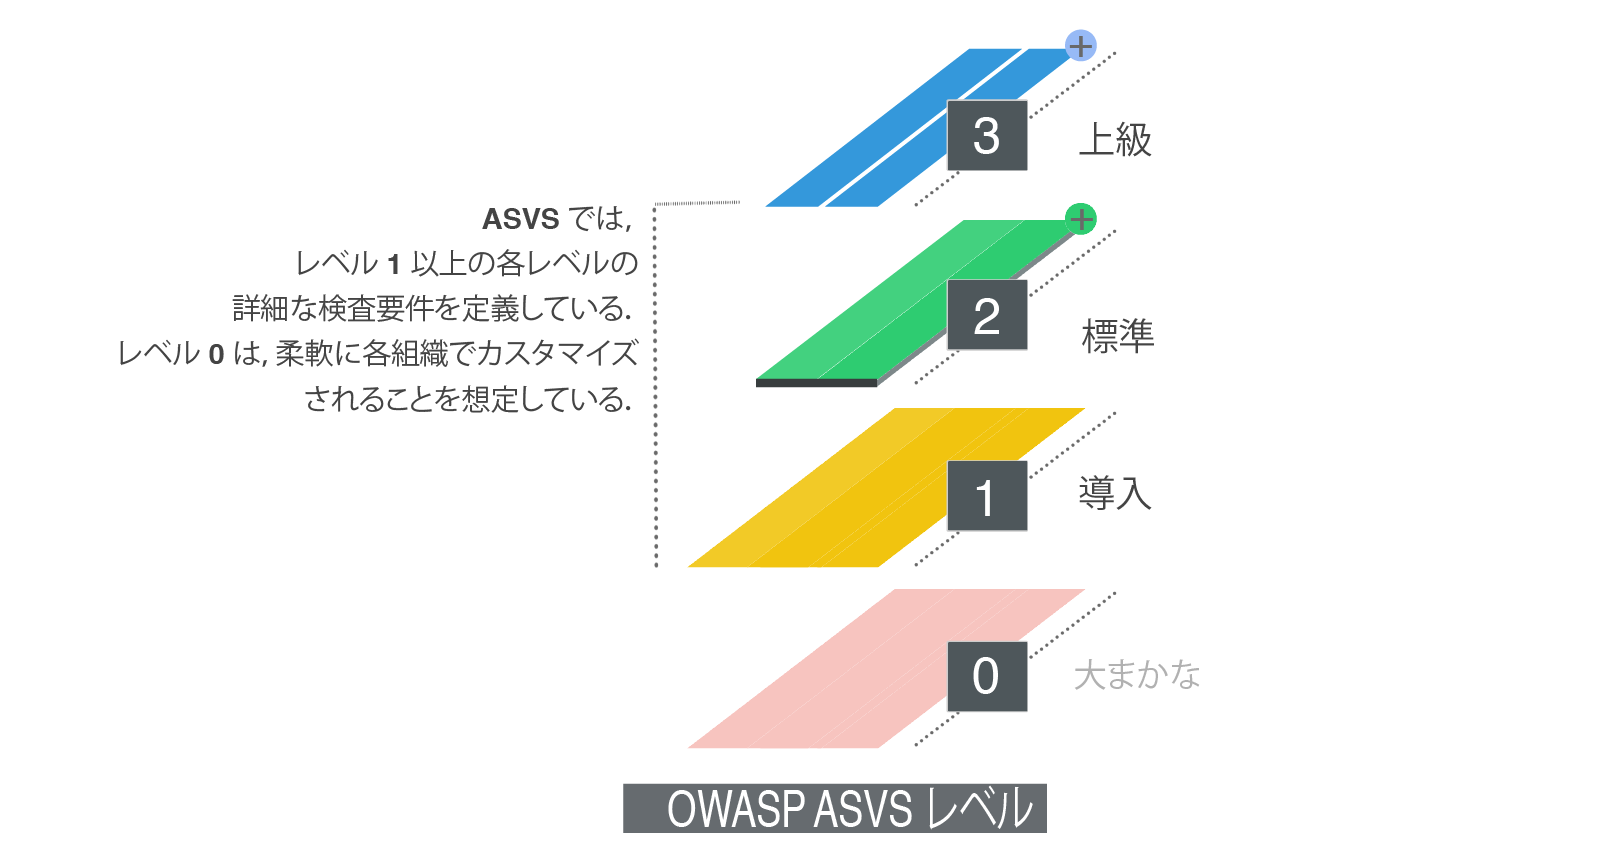 3
上級
ASVS では,
レベル 1 以上の各レベルの
詳細な検査要件を定義している.
レベル 0 は, 柔軟に各組織でカスタマイズ
されることを想定している.
2
標準
1
導入
0
大まかな
OWASP ASVS レベル